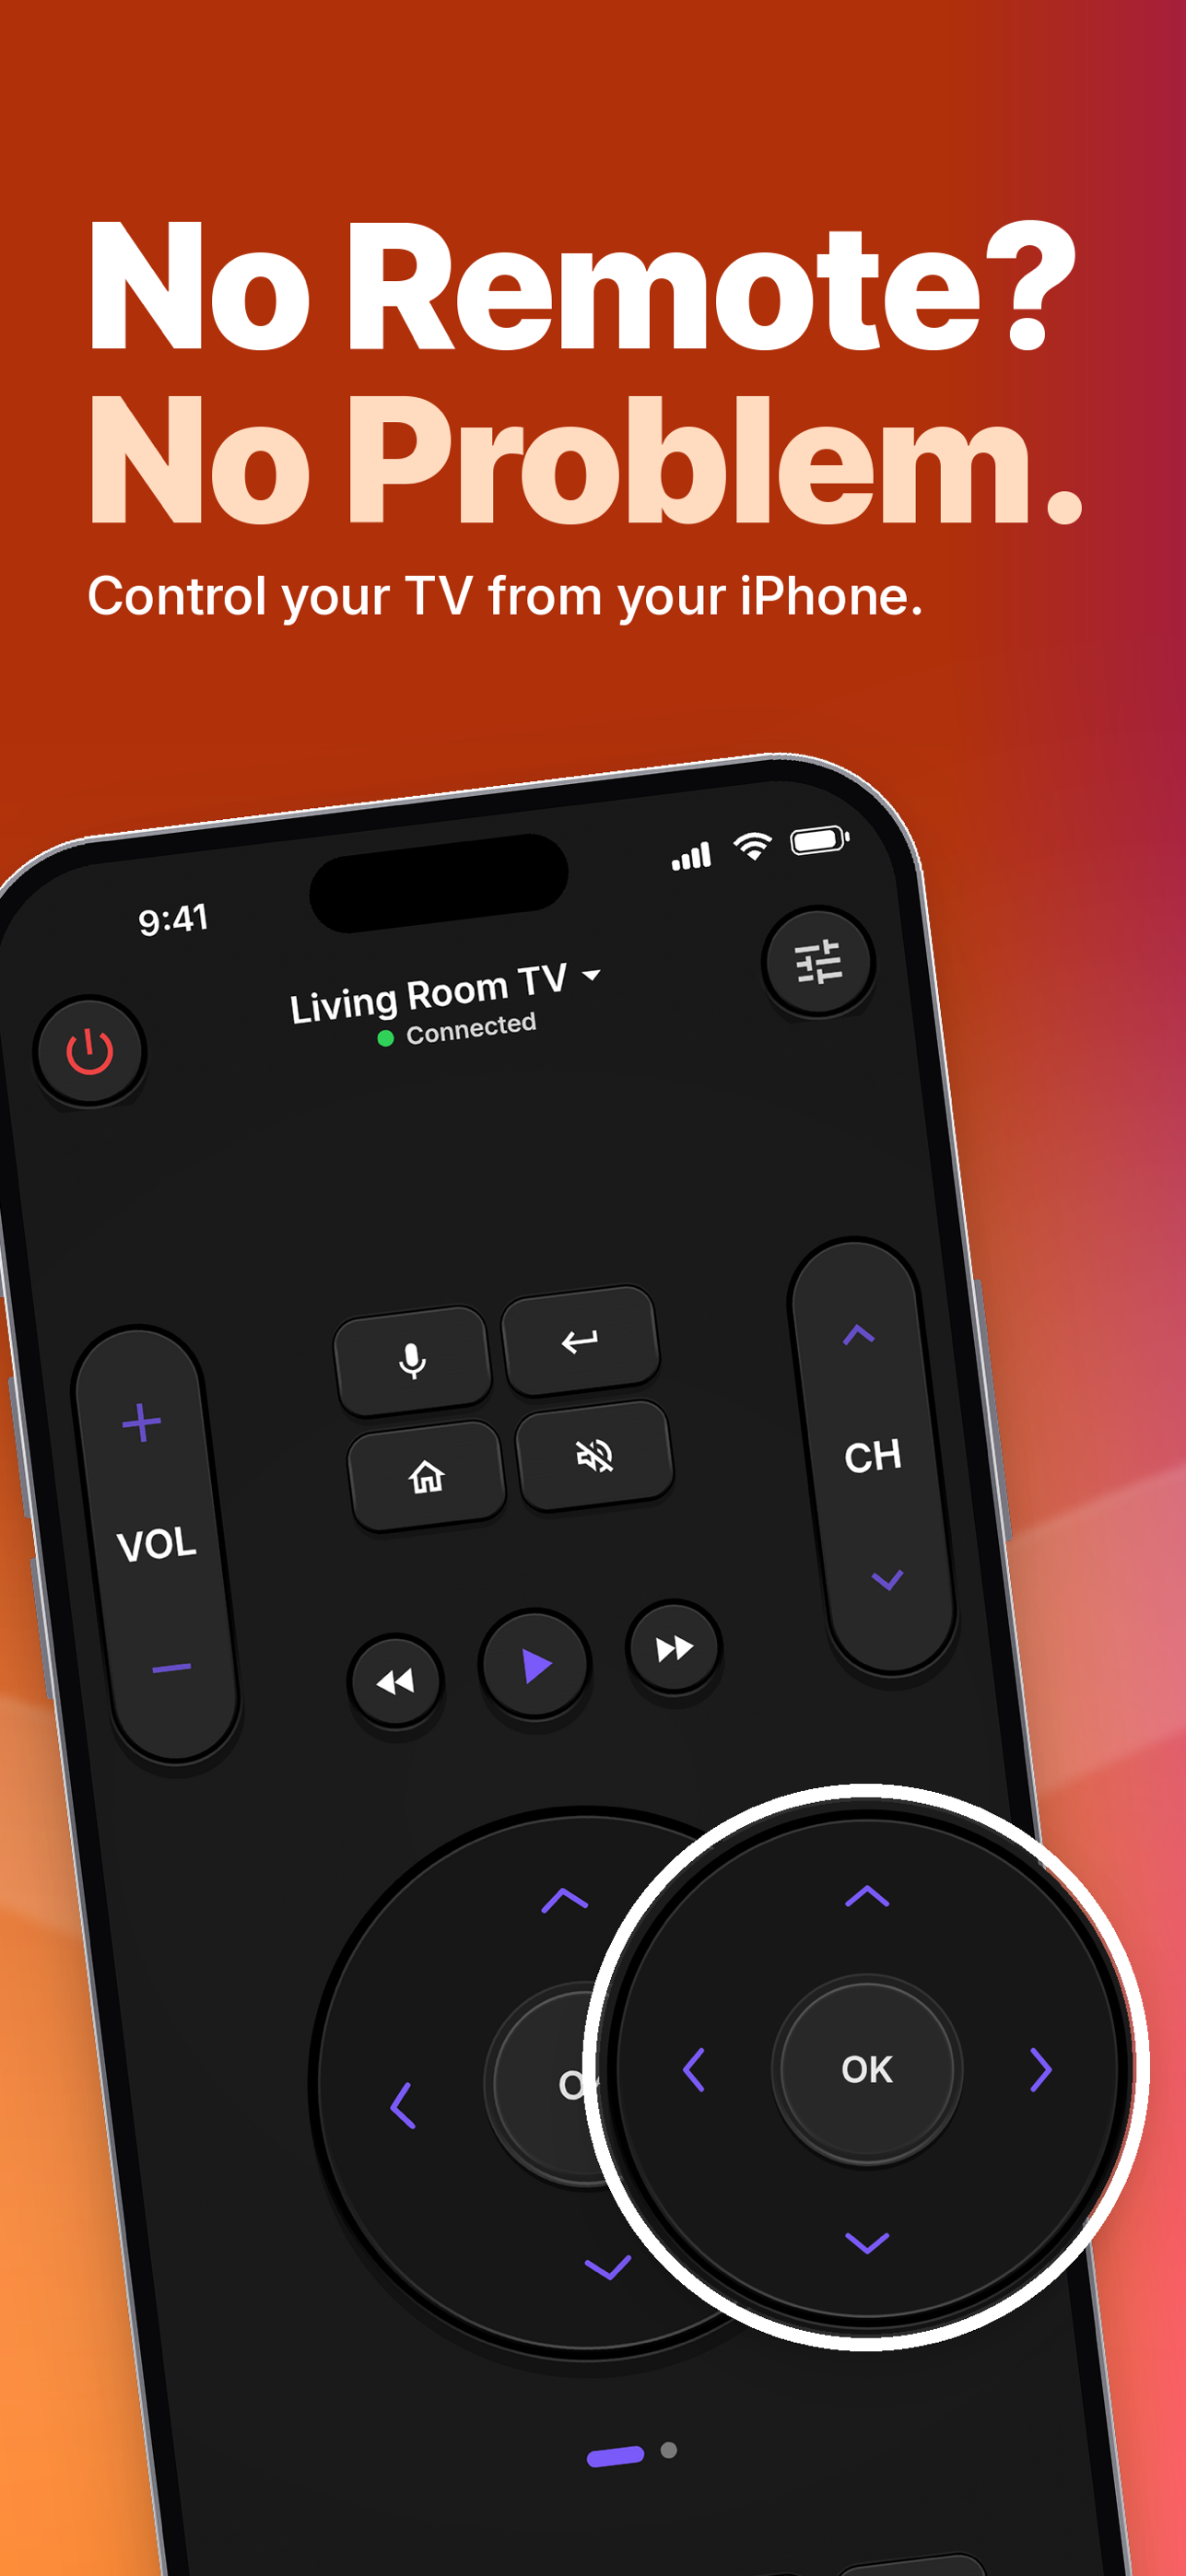 No Remote?
No Problem.
Control your TV from your iPhone.
9:41
Living Room TV
Connected
VOL
CH
OK